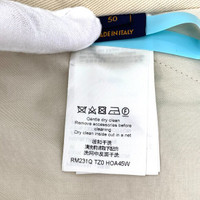 50
MADE IN ITALY
Gentle dry clean
Remove accessories before
cleaning
Dry clean inside out in a net
RM231Q TZ0 HOA45W